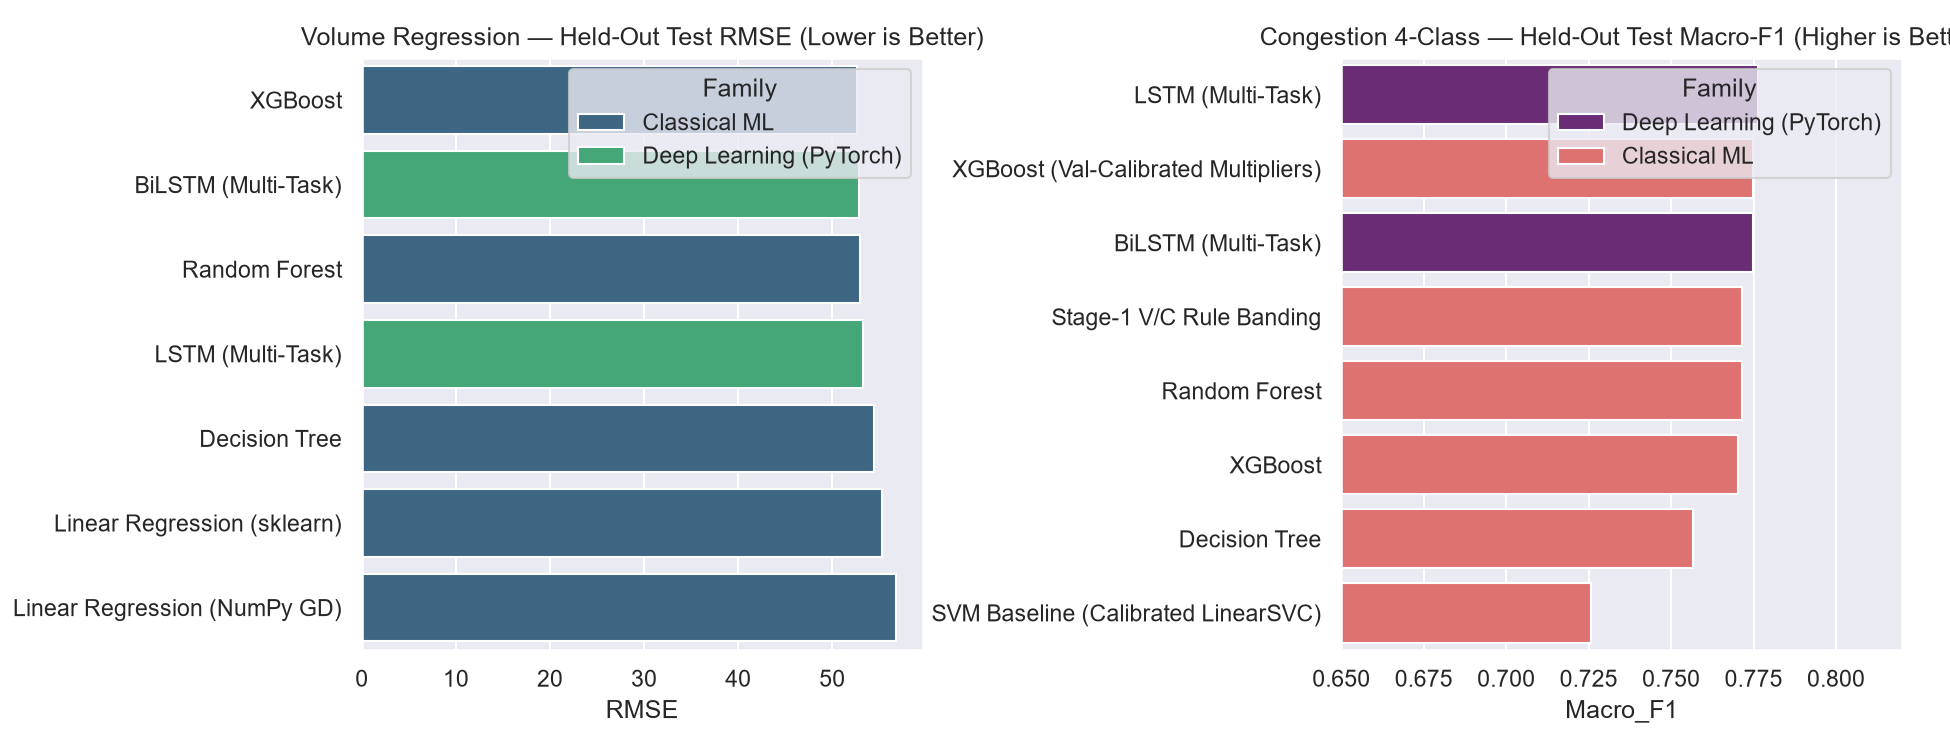 Volume Regression — Held-Out Test RMSE (Lower is Better)
Family
Classical ML
Deep Learning (PyTorch)
XGBoost
BiLSTM (Multi-Task)
Random Forest
LSTM (Multi-Task)
Decision Tree
Linear Regression (sklearn)
Linear Regression (NumPy GD)
0 10 20 30 40 50
RMSE
Congestion 4-Class — Held-Out Test Macro-F1 (Higher is Bett
Family
Deep Learning (PyTorch)
Classical ML
LSTM (Multi-Task)
XGBoost (Val-Calibrated Multipliers)
BiLSTM (Multi-Task)
Stage-1 V/C Rule Banding
Random Forest
XGBoost
Decision Tree
SVM Baseline (Calibrated LinearSVC)
0.650 0.675 0.700 0.725 0.750 0.775 0.800
Macro_F1